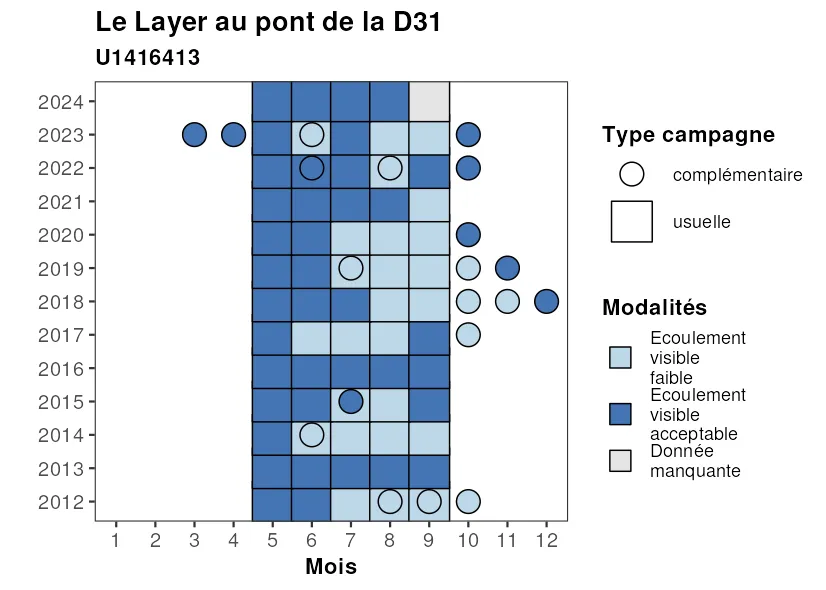 Le Layer au pont de la D31
U1416413
2024
2023
2022
2021
2020
2019
2018
2017
2016
2015
2014
2013
2012
1 2 3 4 5 6 7 8 9 10 11 12
Mois
Type campagne
complémentaire
usuelle
Modalités
Ecoulement
visible
faible
Ecoulement
visible
acceptable
Donnée
manquante